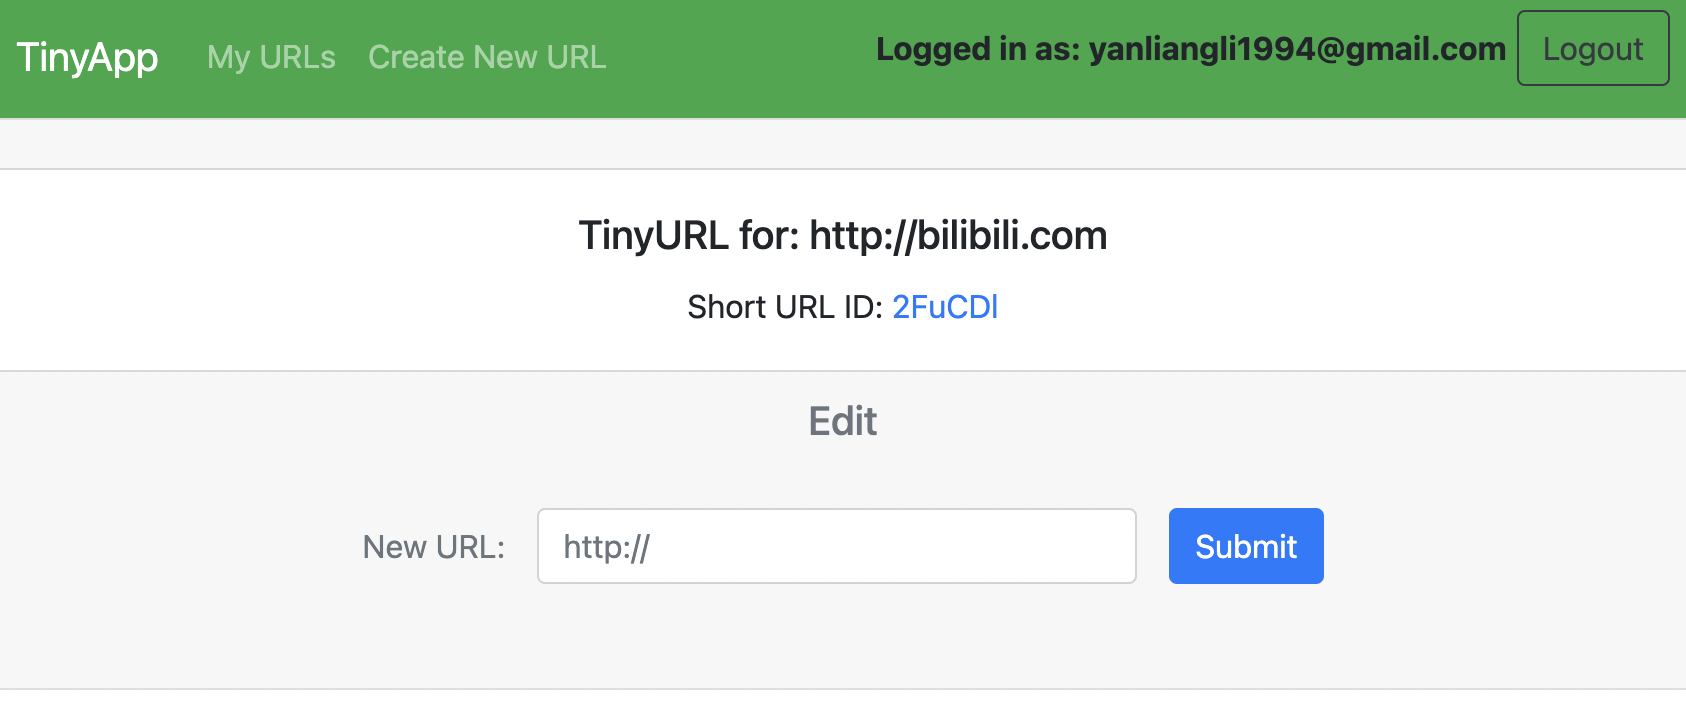 TinyApp My URLs Create New URL Logged in as: yanliangli1994@gmail.com Logout
TinyURL for: http://bilibili.com
Short URL ID: 2FuCDl
Edit
New URL: http:// Submit